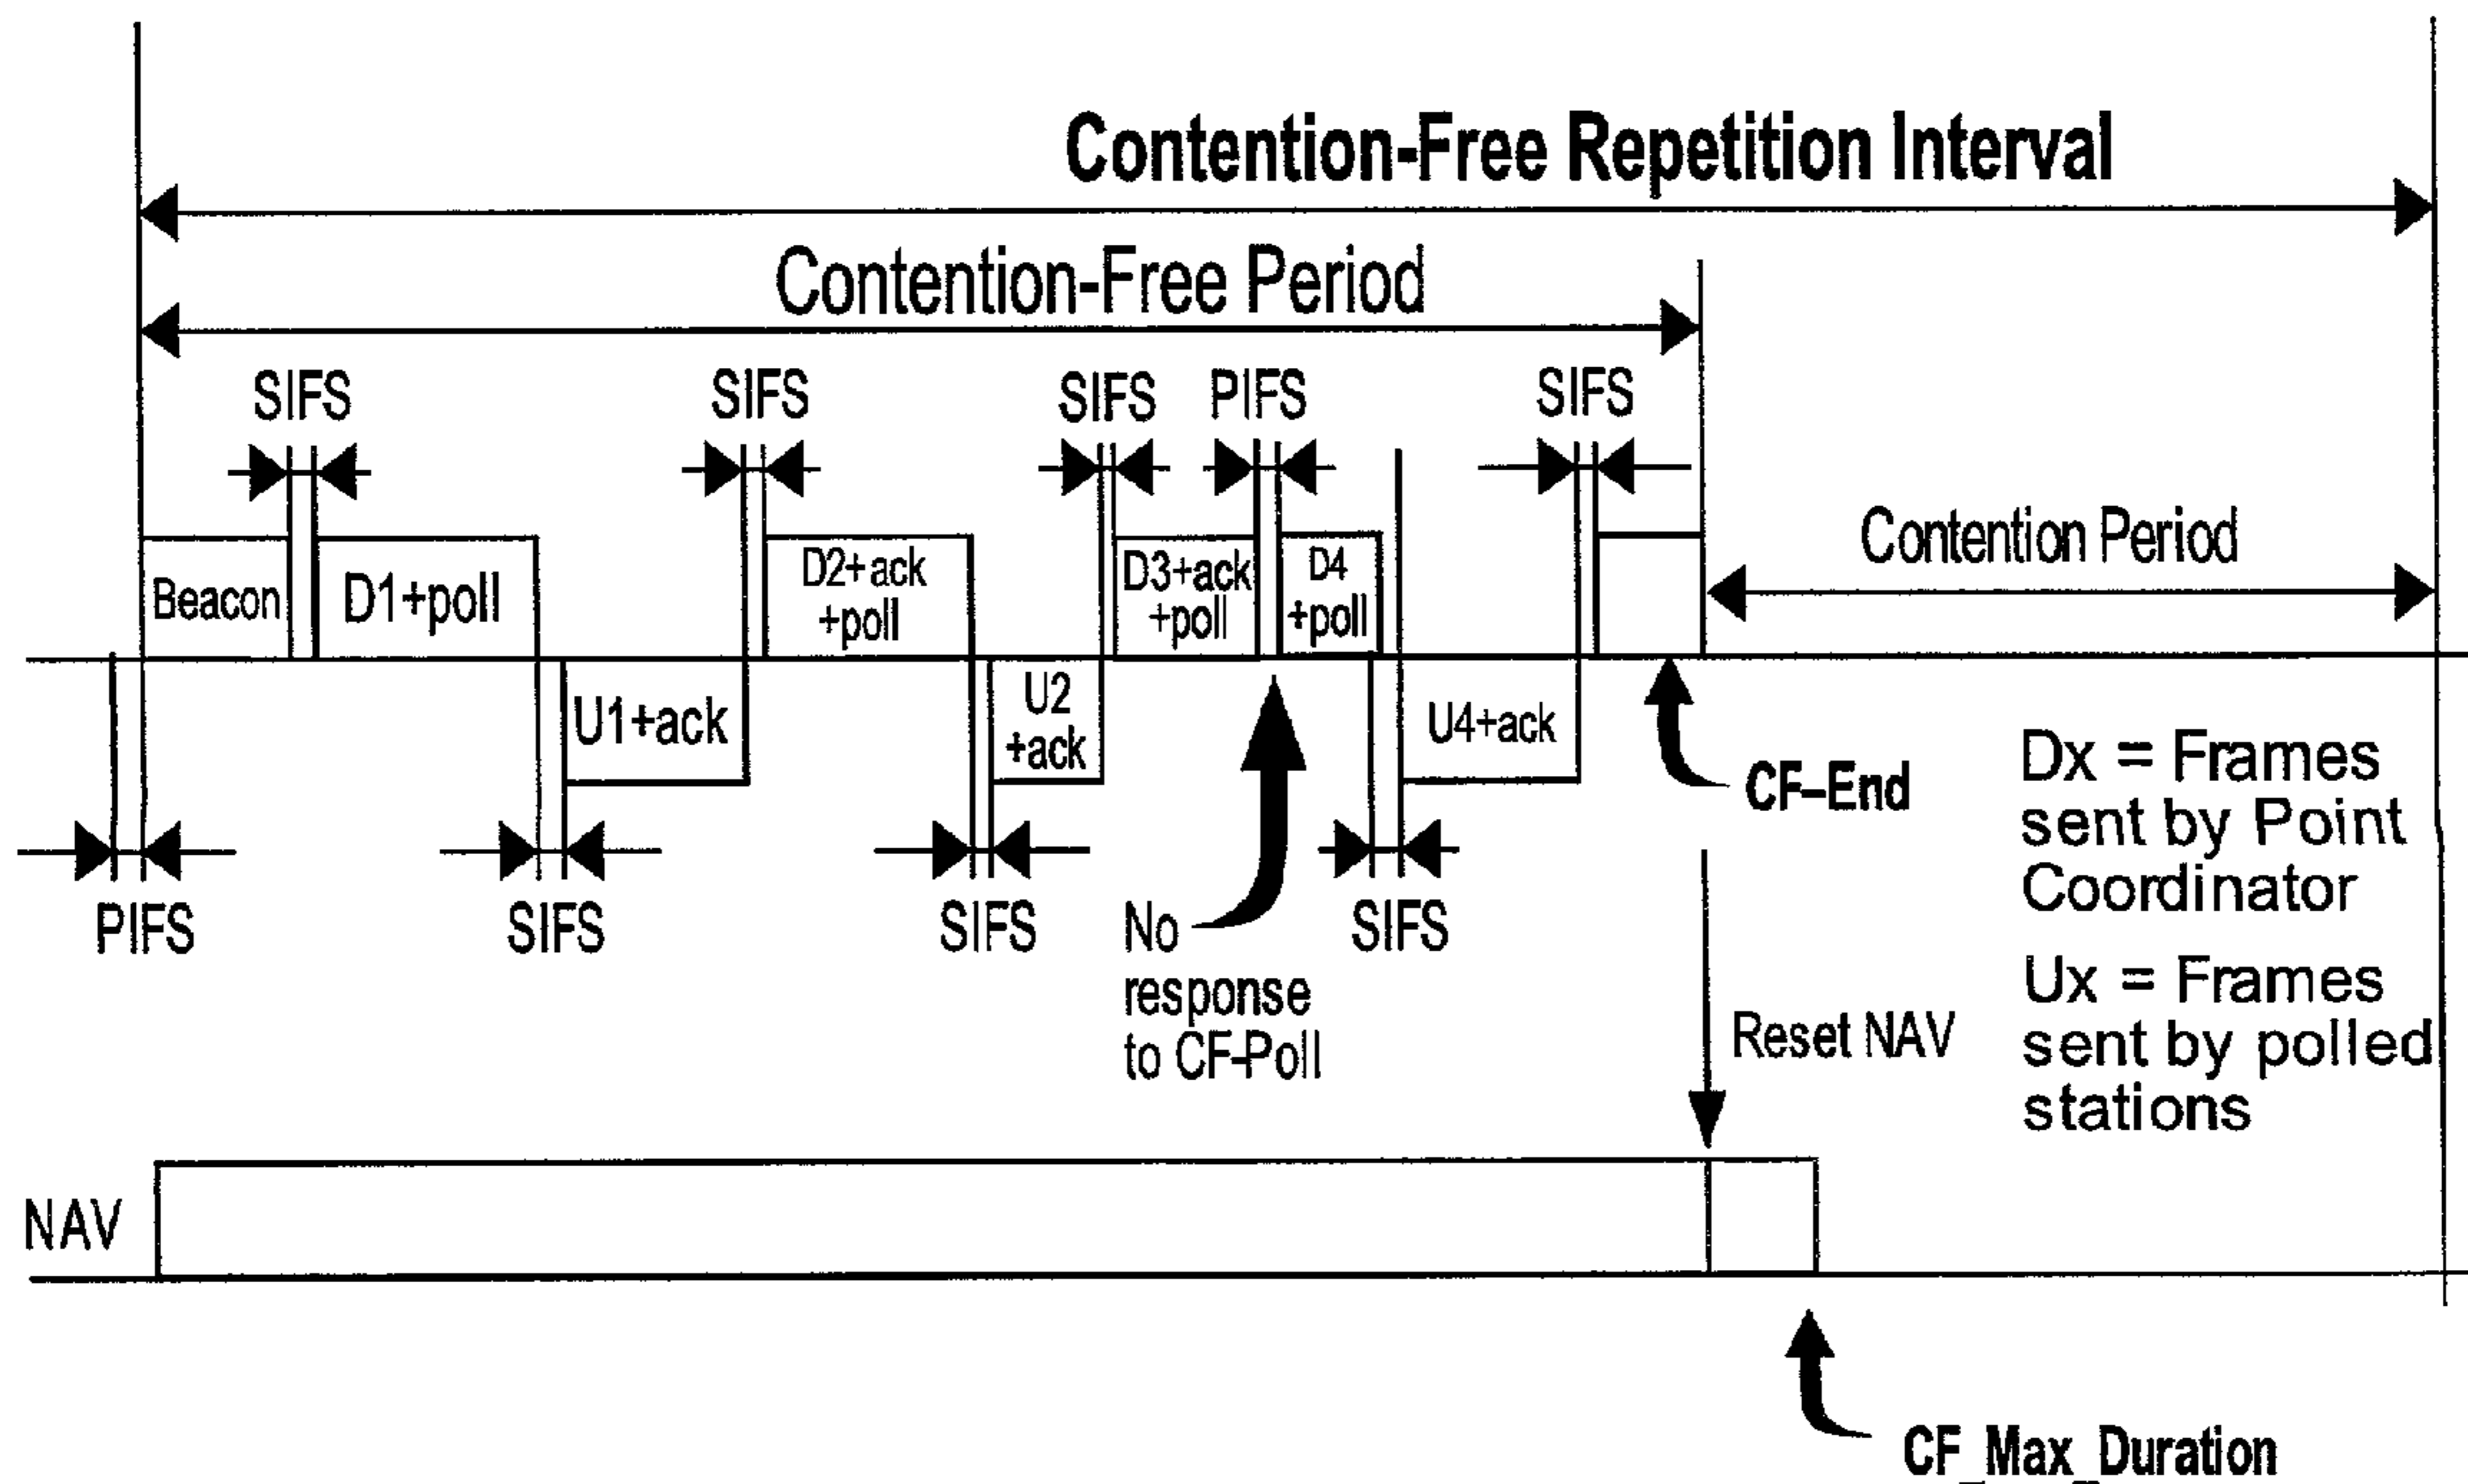 Contention-Free Repetition Interval
Contention-Free Period
SIFS
SIFS
SIFS
PIFS
SIFS
Contention Period
Beacon
D1+poll
D2+ack
+poll
D3+ack
+poll
D4
+poll
U1+ack
U2
+ack
U4+ack
CF-End
Dx = Frames
sent by Point
Coordinator
PIFS
SIFS
SIFS
No
response
to CF-Poll
SIFS
Ux = Frames
sent by polled
stations
Reset NAV
NAV
CF_Max_Duration